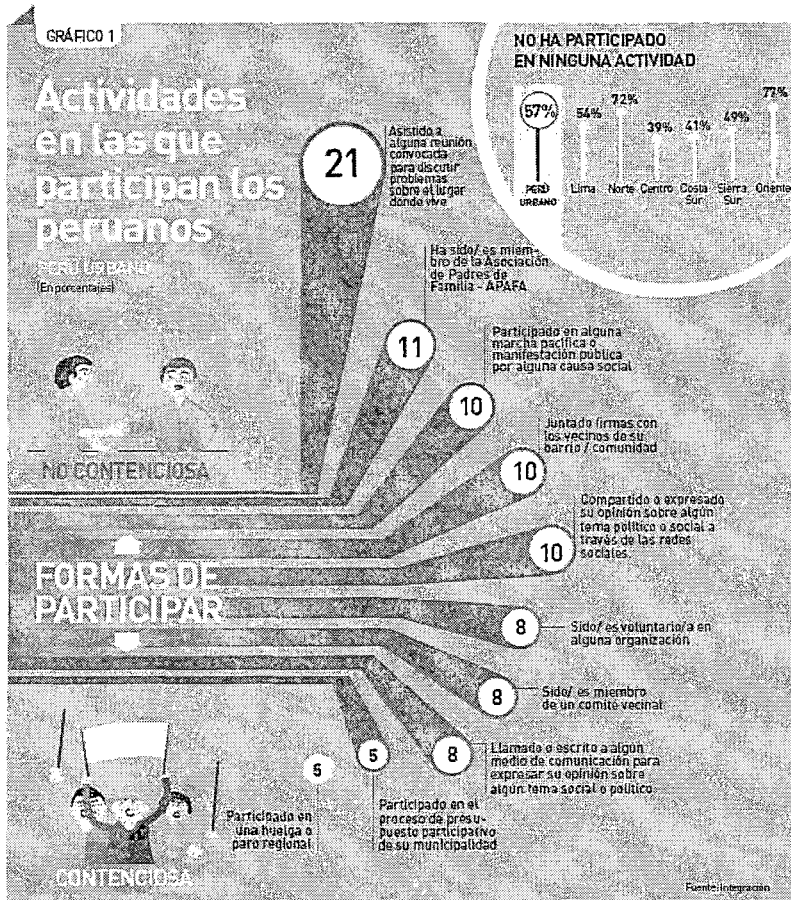 GRÁFICO 1
Actividades
en las que
participan los
peruanos
PERÚ URBANO
(En porcentajes)
NO HA PARTICIPADO
EN NINGUNA ACTIVIDAD
57%
54%
72%
39%
41%
49%
77%
PERÚ
URBANO
Lima
Norte
Centro
Costa
Sur
Sierra
Sur
Oriente
21
Asistido a
alguna reunión
convocada
para discutir
problemas
sobre el lugar
donde vive
11
Ha sido/ es miem-
bro de la Asociación
de Padres de
Familia - APAFA
10
Participado en alguna
marcha pacífica o
manifestación pública
por alguna causa social
10
Juntado firmas con
los vecinos de su
barrio / comunidad
10
Compartido o expresado
su opinión sobre algún
tema político o social a
través de las redes
sociales
8
Sido/ es voluntario/a en
alguna organización
8
Sido/ es miembro
de un comité vecinal
8
Llamado o escrito a algún
medio de comunicación para
expresar su opinión sobre
algún tema social o político
5
Participado en el
proceso de presu-
puesto participativo
de su municipalidad
5
Participado en
una huelga o
paro regional
NO CONTENCIOSA
FORMAS DE
PARTICIPAR
CONTENCIOSA
Fuente: Integración